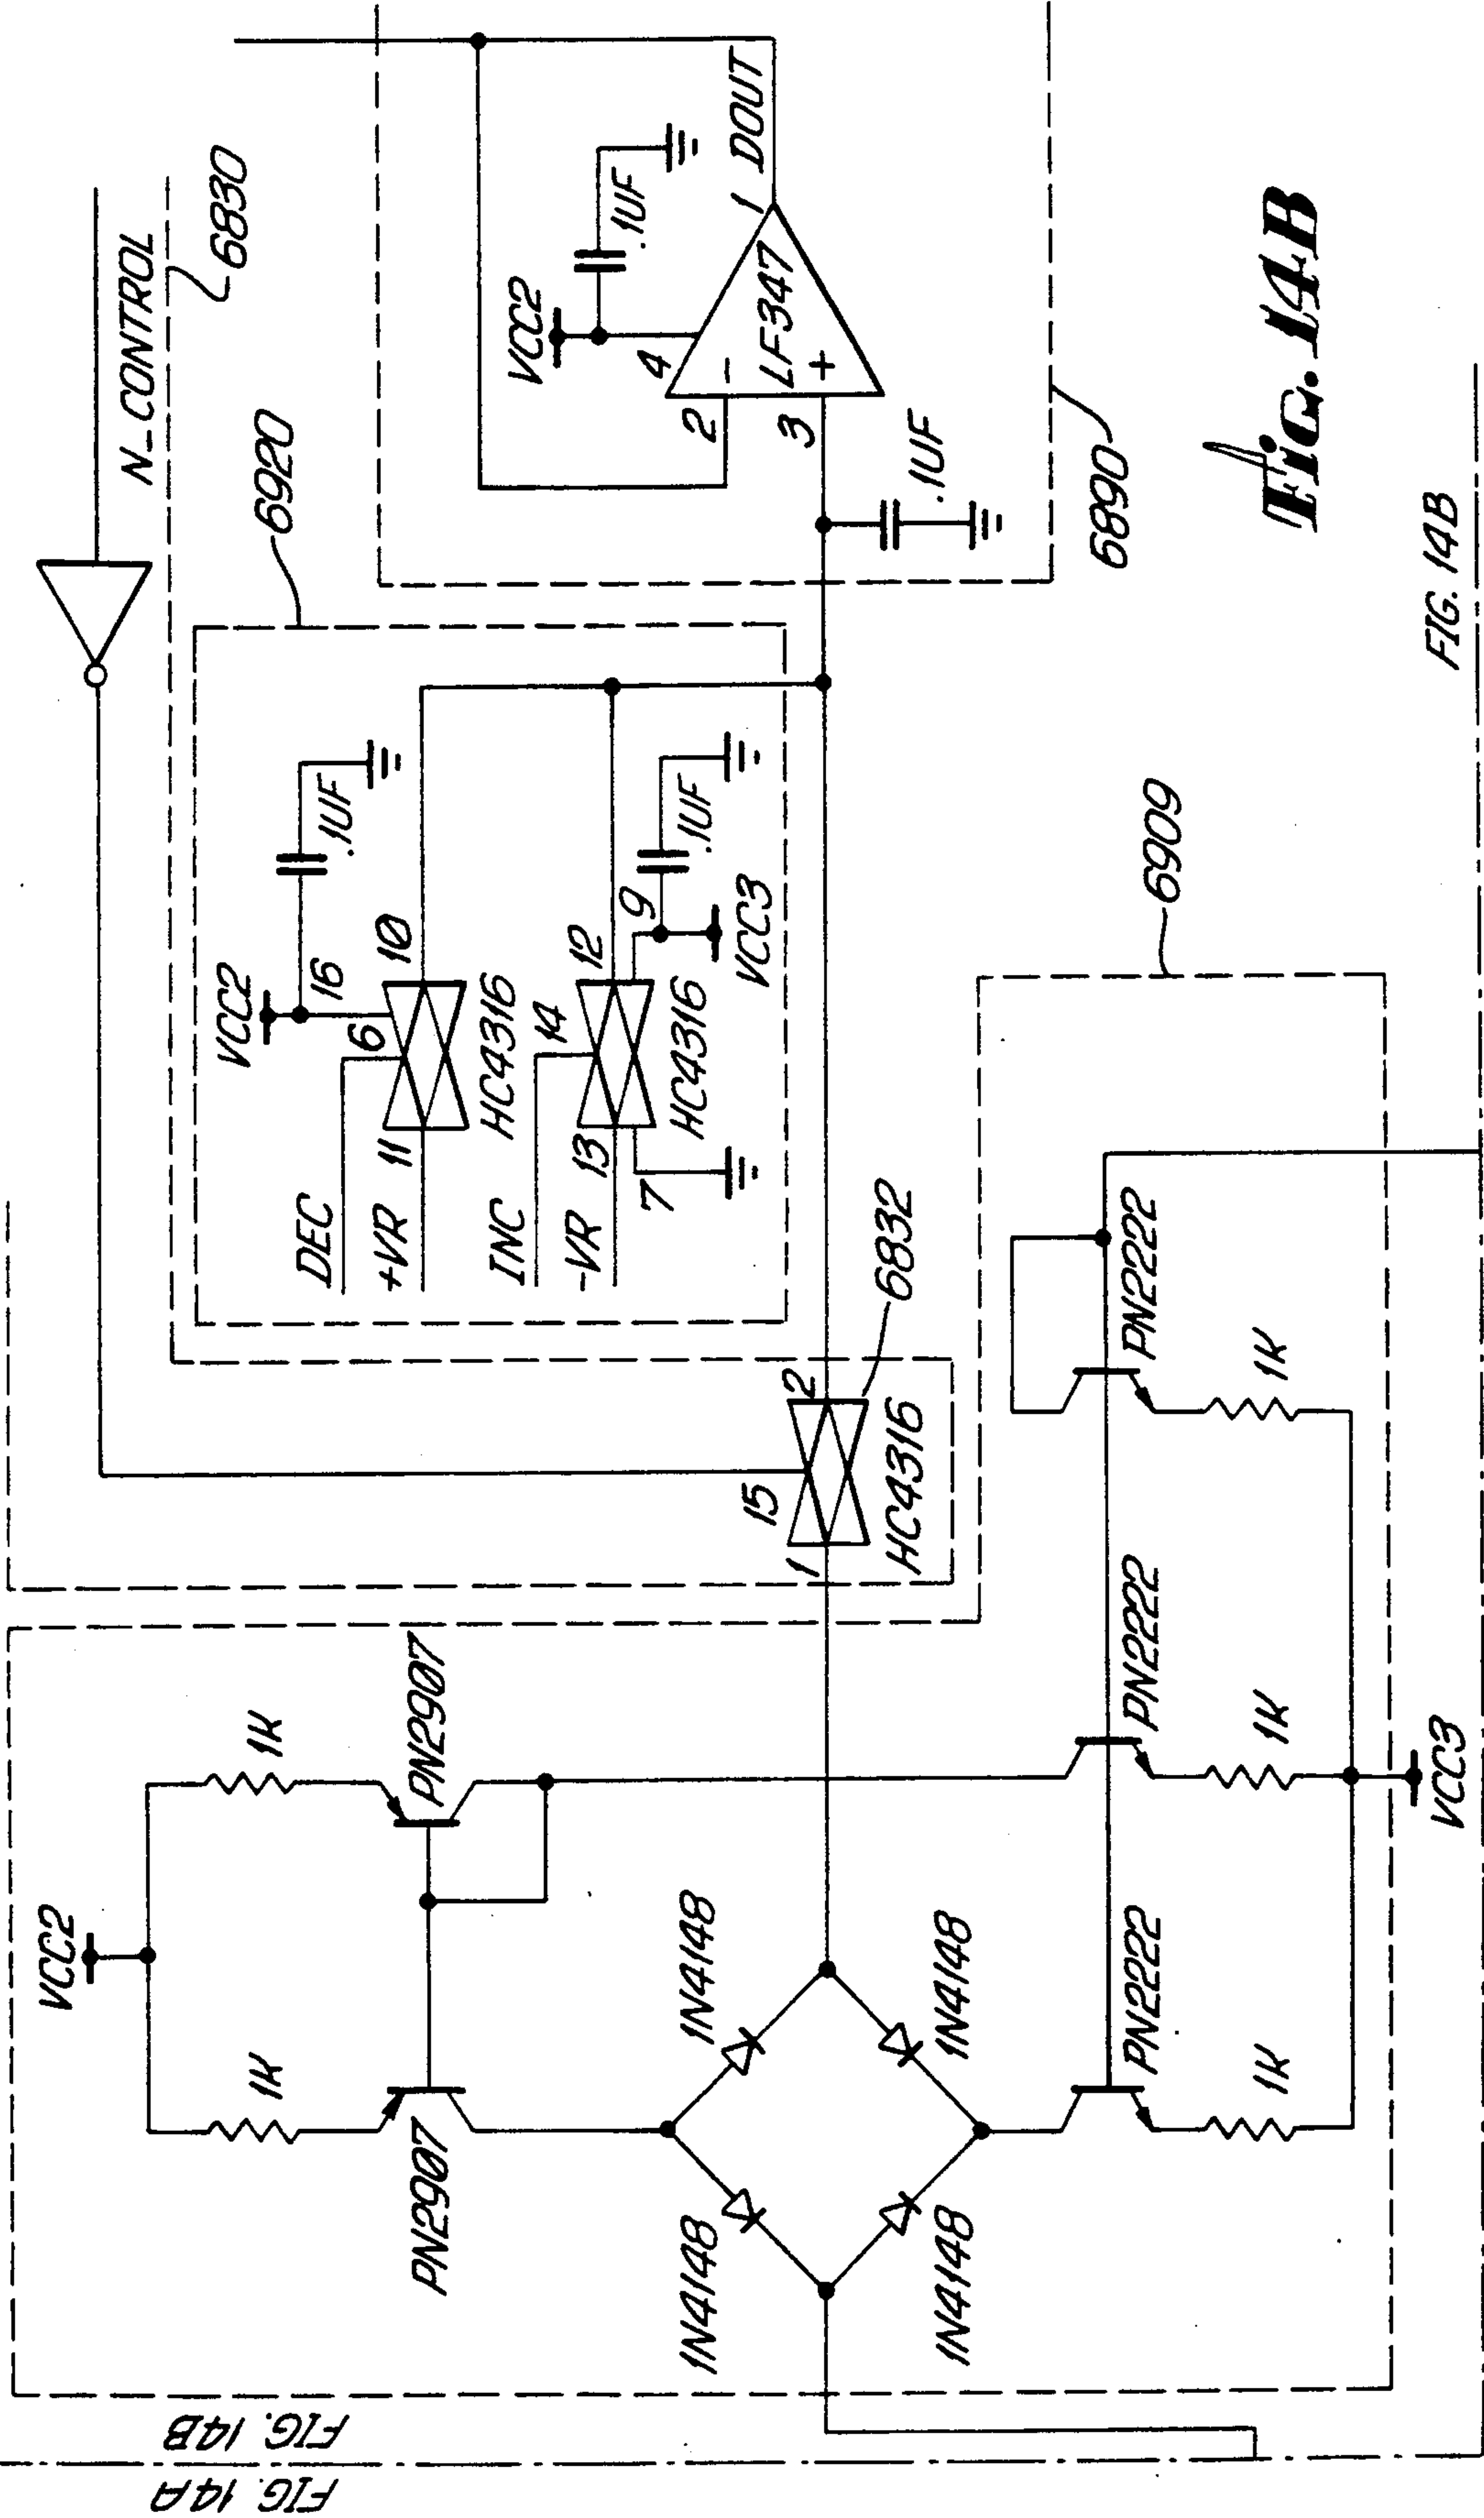 FIG. 14A
FIG. 14B
VCC2
1K
1K
PN2907
PN2907
1N4148
1N4148
1N4148
1N4148
PN2222
PN2222
PN2222
1K
1K
1K
VCC3
6909
1
15
2
HC4316
6832
N-CONTROL
6830
6920
DEC
+VR
11
6
VCC2
16
10
.1UF
HC4316
INC
-VR
13
14
12
7
9
HC4316
VCC3
.1UF
VCC2
4
.1UF
2
3
-
+
LF347
1 DOUT
.1UF
6890
Fig. 14B
FIG. 14B